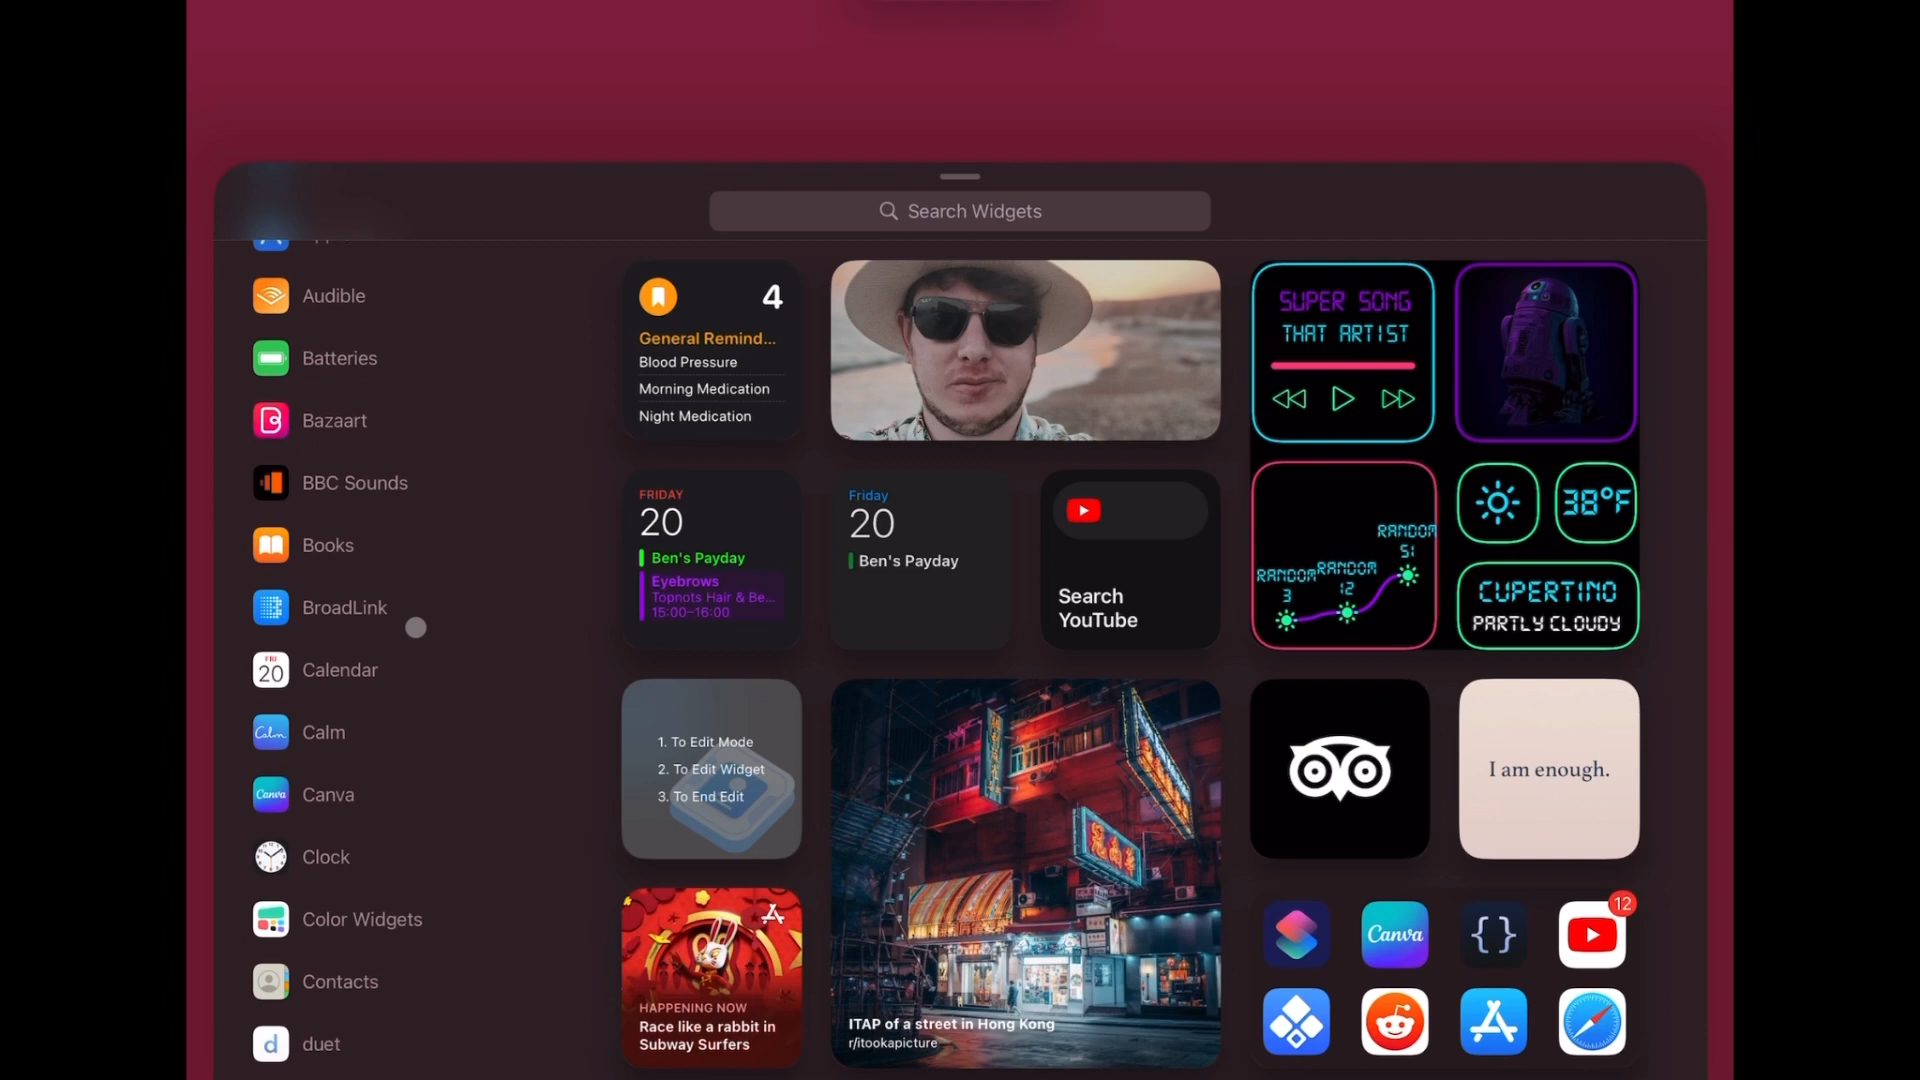 Search Widgets
Audible
Batteries
Bazaart
BBC Sounds
Books
BroadLink
FRI
20
Calendar
Calm
Calm
Canva
Canva
Clock
Color Widgets
Contacts
d
duet
4
General Remind...
Blood Pressure
Morning Medication
Night Medication
SUPER SONG
THAT ARTIST
FRIDAY
20
Ben's Payday
Eyebrows
Topnots Hair & Be...
15:00–16:00
Friday
20
Ben's Payday
Search
YouTube
RANDOM
51
RANDOM
12
RANDOM
3
38°F
CUPERTINO
PARTLY CLOUDY
1. To Edit Mode
2. To Edit Widget
3. To End Edit
I am enough.
HAPPENING NOW
Race like a rabbit in
Subway Surfers
ITAP of a street in Hong Kong
r/itookapicture
Canva
{}
12